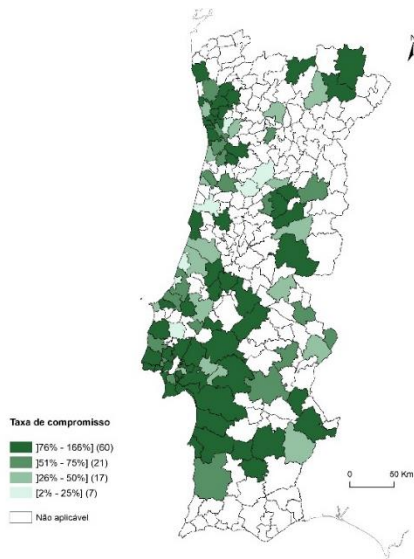 N
Taxa de compromisso
]76% - 166%] (60)
]51% - 75%] (21)
]26% - 50%] (17)
[2% - 25%] (7)
Não aplicável
0 50 Km